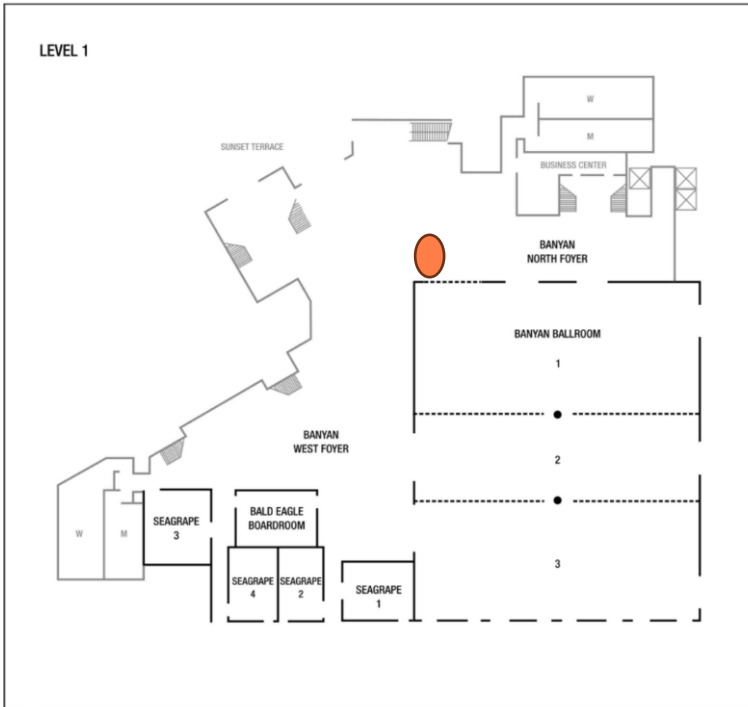 LEVEL 1
W
M
SUNSET TERRACE
BUSINESS CENTER
BANYAN
NORTH FOYER
BANYAN BALLROOM
1
BANYAN
WEST FOYER
2
BALD EAGLE
BOARDROOM
SEAGRAPE
3
W
M
3
SEAGRAPE
4
SEAGRAPE
2
SEAGRAPE
1